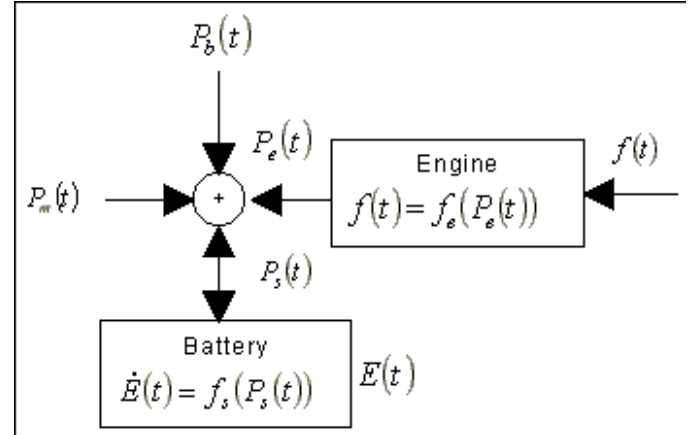 P_b(t)
P_e(t)
f(t)
Engine
f(t) = f_e(P_e(t))
P_m(t)
+
P_s(t)
Battery
Ė(t) = f_s(P_s(t))
E(t)